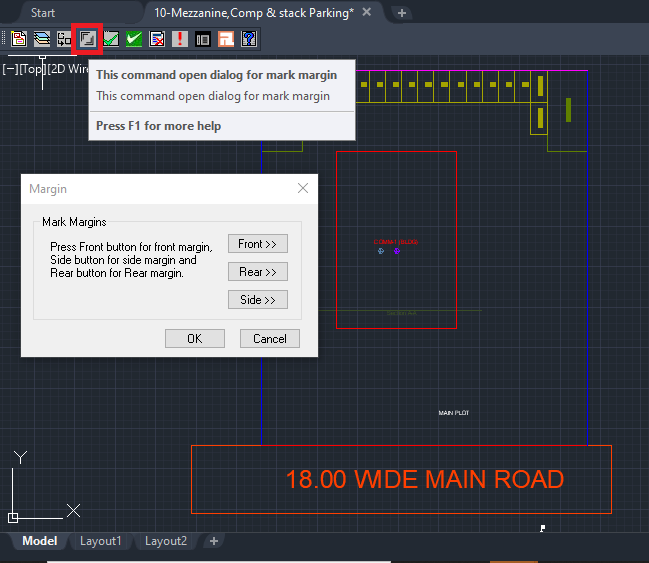 Start
10-Mezzanine,Comp & stack Parking*
[−][Top][2D Wir
This command open dialog for mark margin
This command open dialog for mark margin
Press F1 for more help
Margin
Mark Margins
Press Front button for front margin,
Side button for side margin and
Rear button for Rear margin.
Front >>
Rear >>
Side >>
OK
Cancel
MAIN PLOT
18.00 WIDE MAIN ROAD
Y
X
Model
Layout1
Layout2